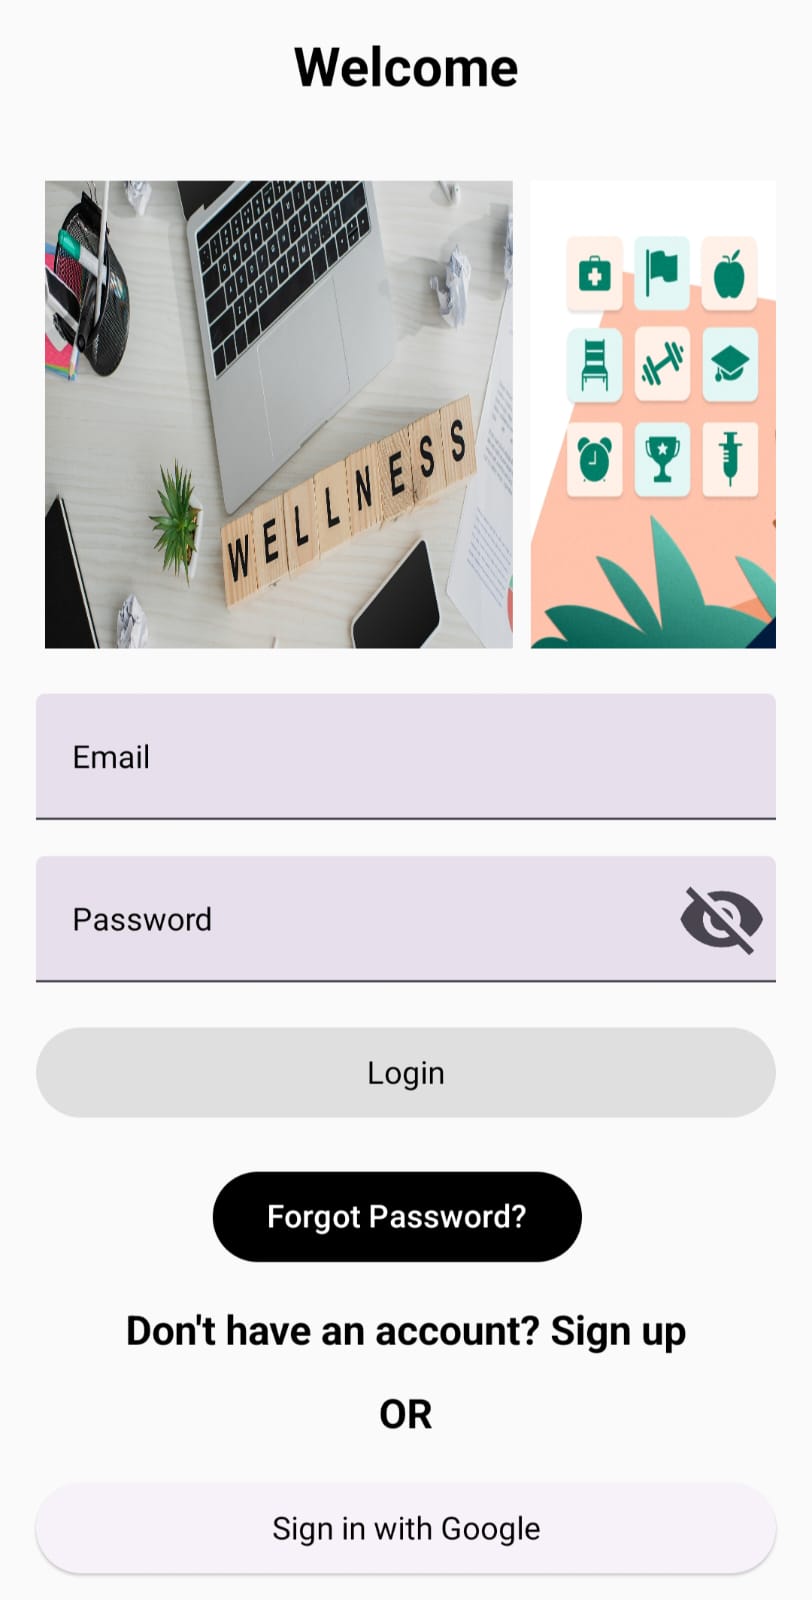 Welcome
WELLNESS
Email
Password
Login
Forgot Password?
Don't have an account? Sign up
OR
Sign in with Google